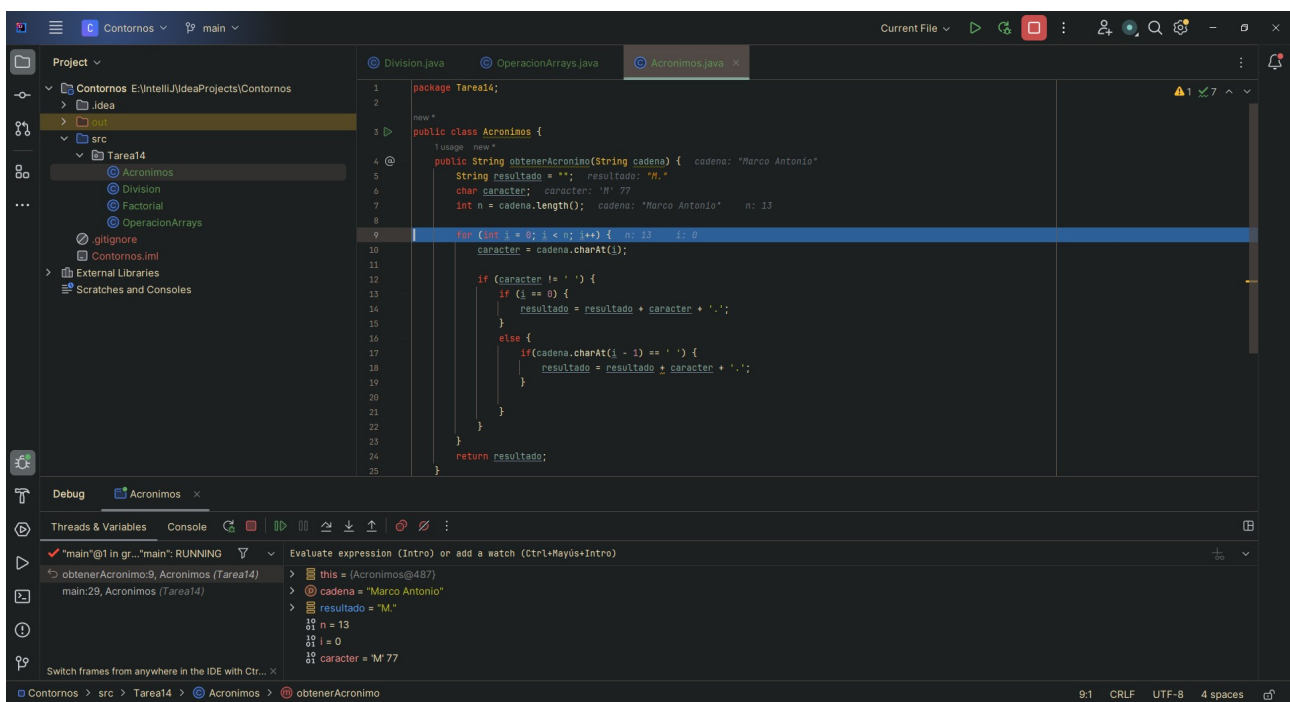 C Contornos main Current File
Project
Division.java OperacionArrays.java Acronimos.java
Contornos E:\IntelliJ\IdeaProjects\Contornos
.idea
out
src
Tarea14
Acronimos
Division
Factorial
OperacionArrays
.gitignore
Contornos.iml
External Libraries
Scratches and Consoles
1 package Tarea14; 1 7
2
new *
3 public class Acronimos {
1 usage new *
4 @ public String obtenerAcronimo(String cadena) { cadena: "Marco Antonio"
5 String resultado = ""; resultado: "M."
6 char caracter; caracter: 'M' 77
7 int n = cadena.length(); cadena: "Marco Antonio" n: 13
8
9 for (int i = 0; i < n; i++) { n: 13 i: 0
10 caracter = cadena.charAt(i);
11
12 if (caracter != ' ') {
13 if (i == 0) {
14 resultado = resultado + caracter + '.';
15 }
16 else {
17 if(cadena.charAt(i - 1) == ' ') {
18 resultado = resultado + caracter + '.';
19 }
20
21 }
22 }
23 }
24 return resultado;
25 }
Debug Acronimos
Threads & Variables Console
"main"@1 in gr..."main": RUNNING
obtenerAcronimo:9, Acronimos (Tarea14)
main:29, Acronimos (Tarea14)
Switch frames from anywhere in the IDE with Ctr...
Evaluate expression (Intro) or add a watch (Ctrl+Mayús+Intro)
this = {Acronimos@487}
cadena = "Marco Antonio"
resultado = "M."
n = 13
i = 0
caracter = 'M' 77
Contornos > src > Tarea14 > Acronimos > obtenerAcronimo 9:1 CRLF UTF-8 4 spaces